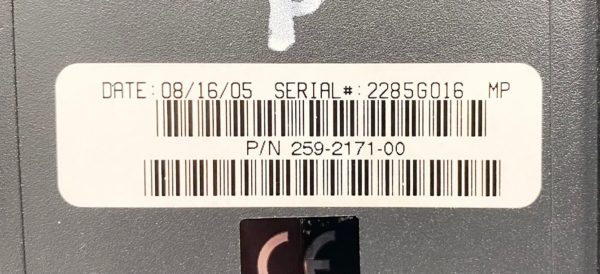 P
DATE:08/16/05 SERIAL#:2285G016 MP
P/N 259-2171-00
CE